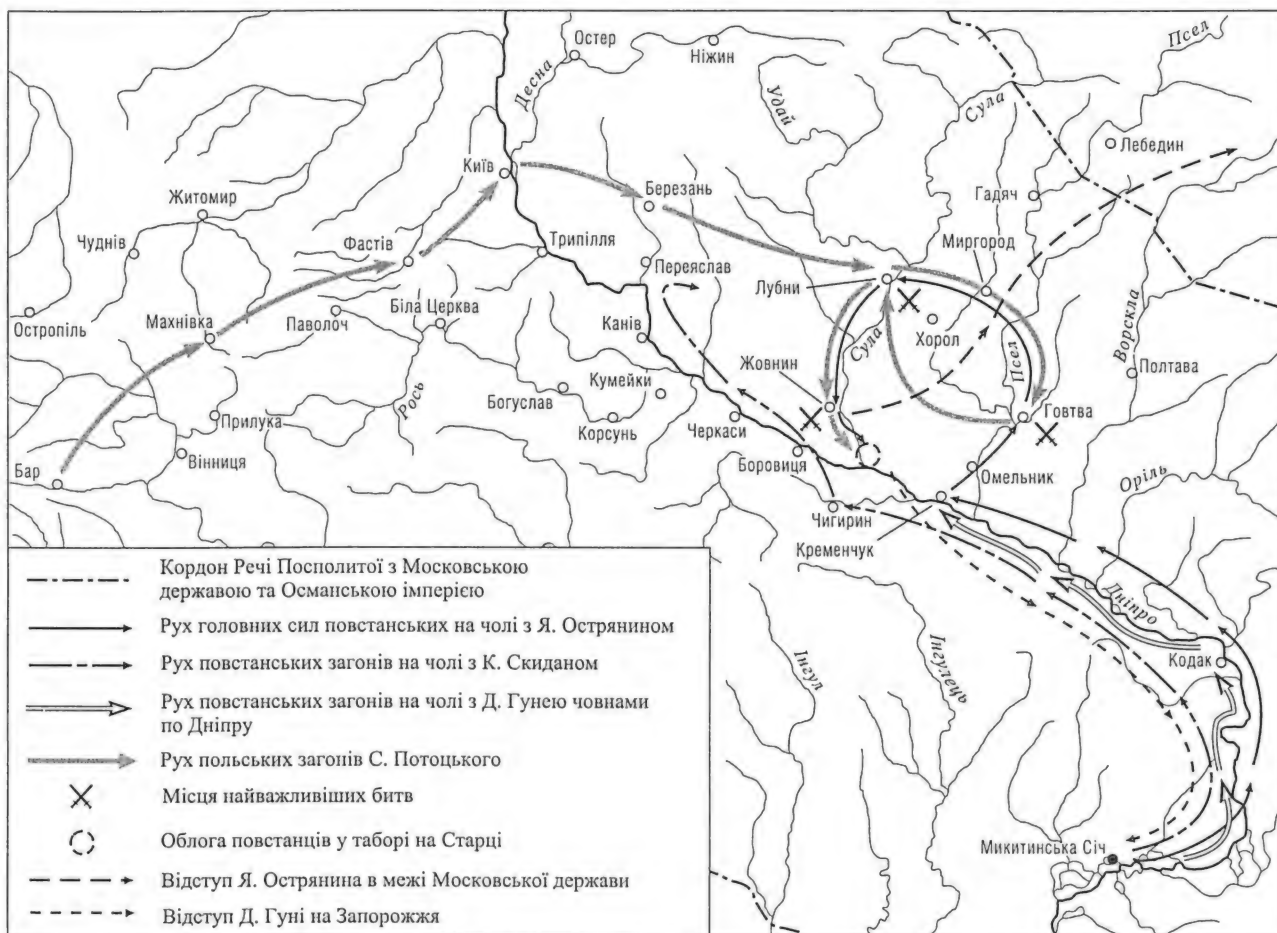 Остер
Ніжин
Псел
Десна
Удай
Сула
Лебедин
Київ
Березань
Гадяч
Житомир
Чуднів
Фастів
Трипілля
Переяслав
Миргород
Лубни
Остропіль
Махнівка
Паволоч
Біла Церква
Канів
Хорол
Ворскла
Сула
Псел
Полтава
Жовнин
Кумейки
Рось
Богуслав
Прилука
Корсунь
Черкаси
Говтва
Вінниця
Боровиця
Бар
Омельник
Оріль
Чигирин
Кременчук
Дніпро
Кодак
Інгул
Інгулець
Микитинська Січ
Кордон Речі Посполитої з Московською
державою та Османською імперією
Рух головних сил повстанських на чолі з Я. Острянином
Рух повстанських загонів на чолі з К. Скиданом
Рух повстанських загонів на чолі з Д. Гунею човнами
по Дніпру
Рух польських загонів С. Потоцького
Місця найважливіших битв
Облога повстанців у таборі на Старці
Відступ Я. Острянина в межі Московської держави
Відступ Д. Гуні на Запорожжя